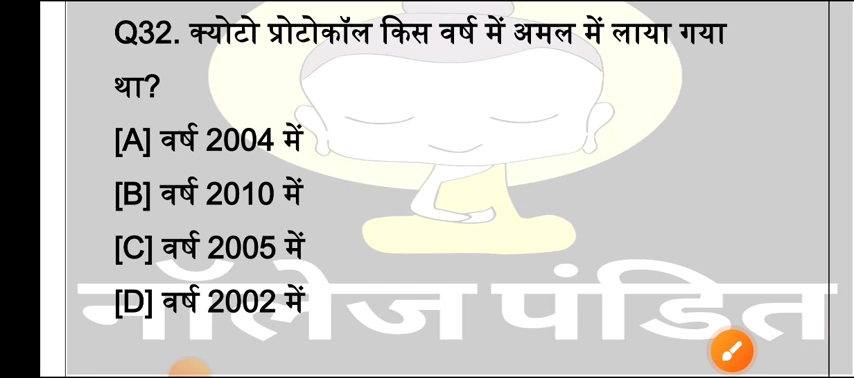 Q32. क्योटो प्रोटोकॉल किस वर्ष में अमल में लाया गया
था?
[A] वर्ष 2004 में
[B] वर्ष 2010 में
[C] वर्ष 2005 में
[D] वर्ष 2002 में
नॉलेज पंडित